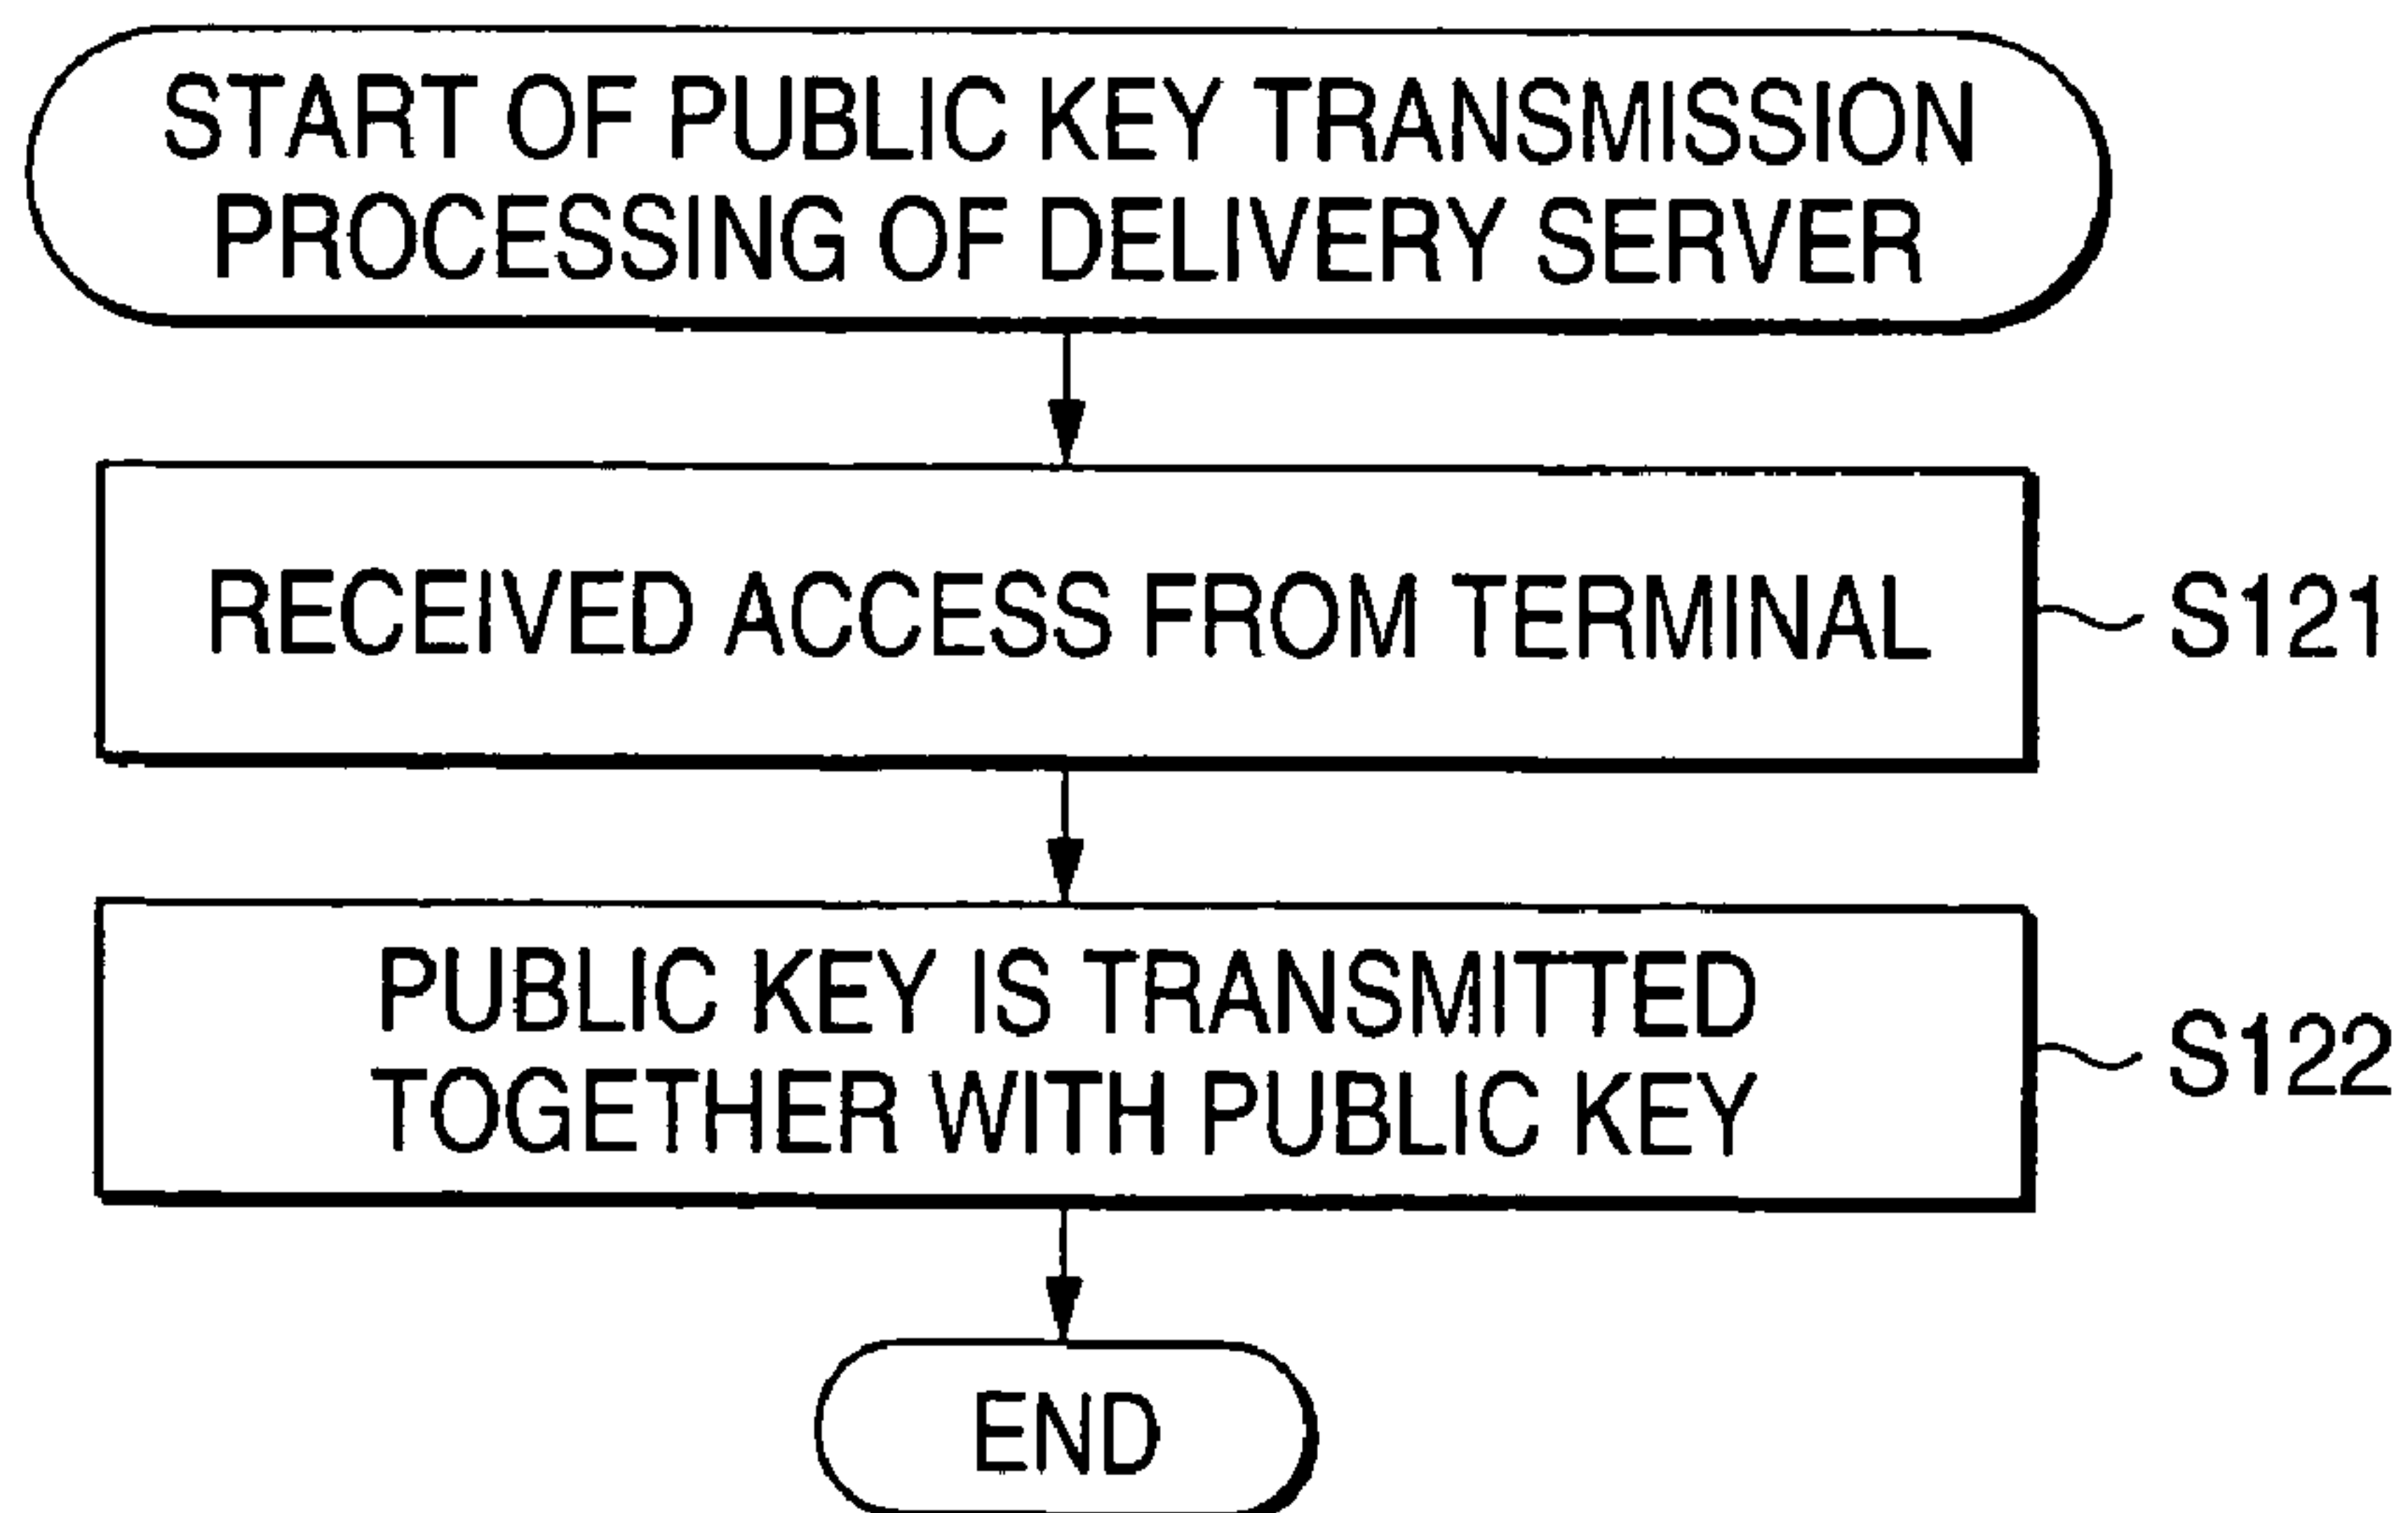 START OF PUBLIC KEY TRANSMISSION
PROCESSING OF DELIVERY SERVER
RECEIVED ACCESS FROM TERMINAL
S121
PUBLIC KEY IS TRANSMITTED
TOGETHER WITH PUBLIC KEY
S122
END